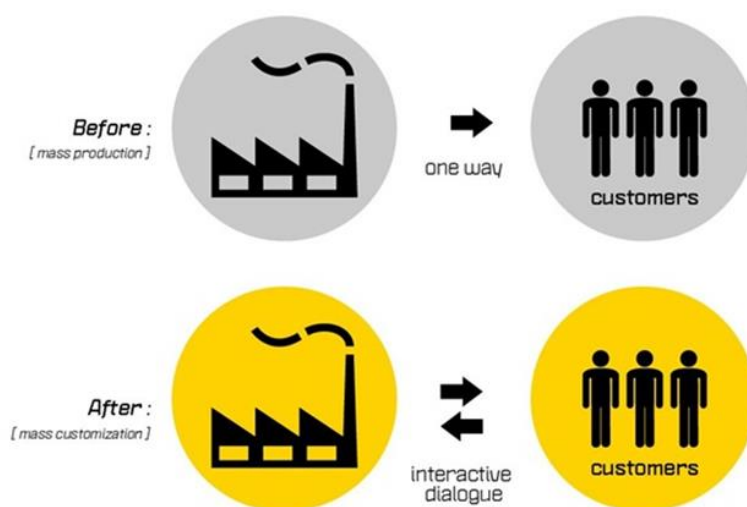 Before :
[ mass production ]
one way
customers
After :
[ mass customization ]
interactive
dialogue
customers